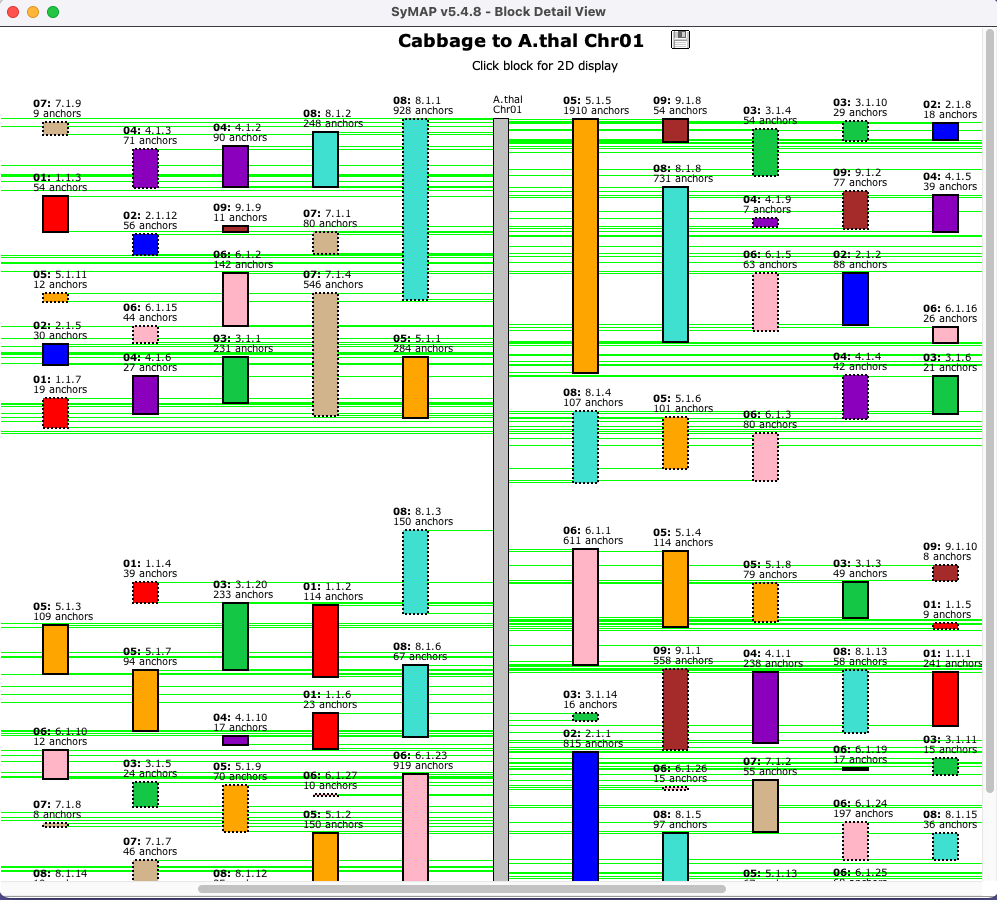 SyMAP v5.4.8 - Block Detail View
Cabbage to A.thal Chr01
Click block for 2D display
07: 7.1.9
9 anchors
04: 4.1.3
71 anchors
04: 4.1.2
90 anchors
08: 8.1.2
248 anchors
08: 8.1.1
928 anchors
A.thal
Chr01
05: 5.1.5
1910 anchors
09: 9.1.8
54 anchors
03: 3.1.4
54 anchors
03: 3.1.10
29 anchors
02: 2.1.8
18 anchors
01: 1.1.3
54 anchors
02: 2.1.12
56 anchors
09: 9.1.9
11 anchors
07: 7.1.1
80 anchors
08: 8.1.8
731 anchors
04: 4.1.9
7 anchors
09: 9.1.2
77 anchors
04: 4.1.5
39 anchors
05: 5.1.11
12 anchors
06: 6.1.15
44 anchors
06: 6.1.2
142 anchors
07: 7.1.4
546 anchors
06: 6.1.5
63 anchors
02: 2.1.2
88 anchors
06: 6.1.16
26 anchors
02: 2.1.5
30 anchors
04: 4.1.6
27 anchors
03: 3.1.1
231 anchors
05: 5.1.1
284 anchors
04: 4.1.4
42 anchors
03: 3.1.6
21 anchors
01: 1.1.7
19 anchors
08: 8.1.4
107 anchors
05: 5.1.6
101 anchors
06: 6.1.3
80 anchors
08: 8.1.3
150 anchors
06: 6.1.1
611 anchors
05: 5.1.4
114 anchors
05: 5.1.8
79 anchors
03: 3.1.3
49 anchors
09: 9.1.10
8 anchors
01: 1.1.4
39 anchors
03: 3.1.20
233 anchors
01: 1.1.2
114 anchors
01: 1.1.5
9 anchors
05: 5.1.3
109 anchors
05: 5.1.7
94 anchors
08: 8.1.6
67 anchors
09: 9.1.1
558 anchors
04: 4.1.1
238 anchors
08: 8.1.13
58 anchors
01: 1.1.1
241 anchors
01: 1.1.6
23 anchors
03: 3.1.14
16 anchors
04: 4.1.10
17 anchors
06: 6.1.10
12 anchors
02: 2.1.1
815 anchors
06: 6.1.19
17 anchors
03: 3.1.11
15 anchors
03: 3.1.5
24 anchors
05: 5.1.9
70 anchors
06: 6.1.27
10 anchors
06: 6.1.23
919 anchors
06: 6.1.26
15 anchors
07: 7.1.2
55 anchors
07: 7.1.8
8 anchors
05: 5.1.2
150 anchors
08: 8.1.5
97 anchors
06: 6.1.24
197 anchors
08: 8.1.15
36 anchors
07: 7.1.7
46 anchors
08: 8.1.14
08: 8.1.12
05: 5.1.13
06: 6.1.25